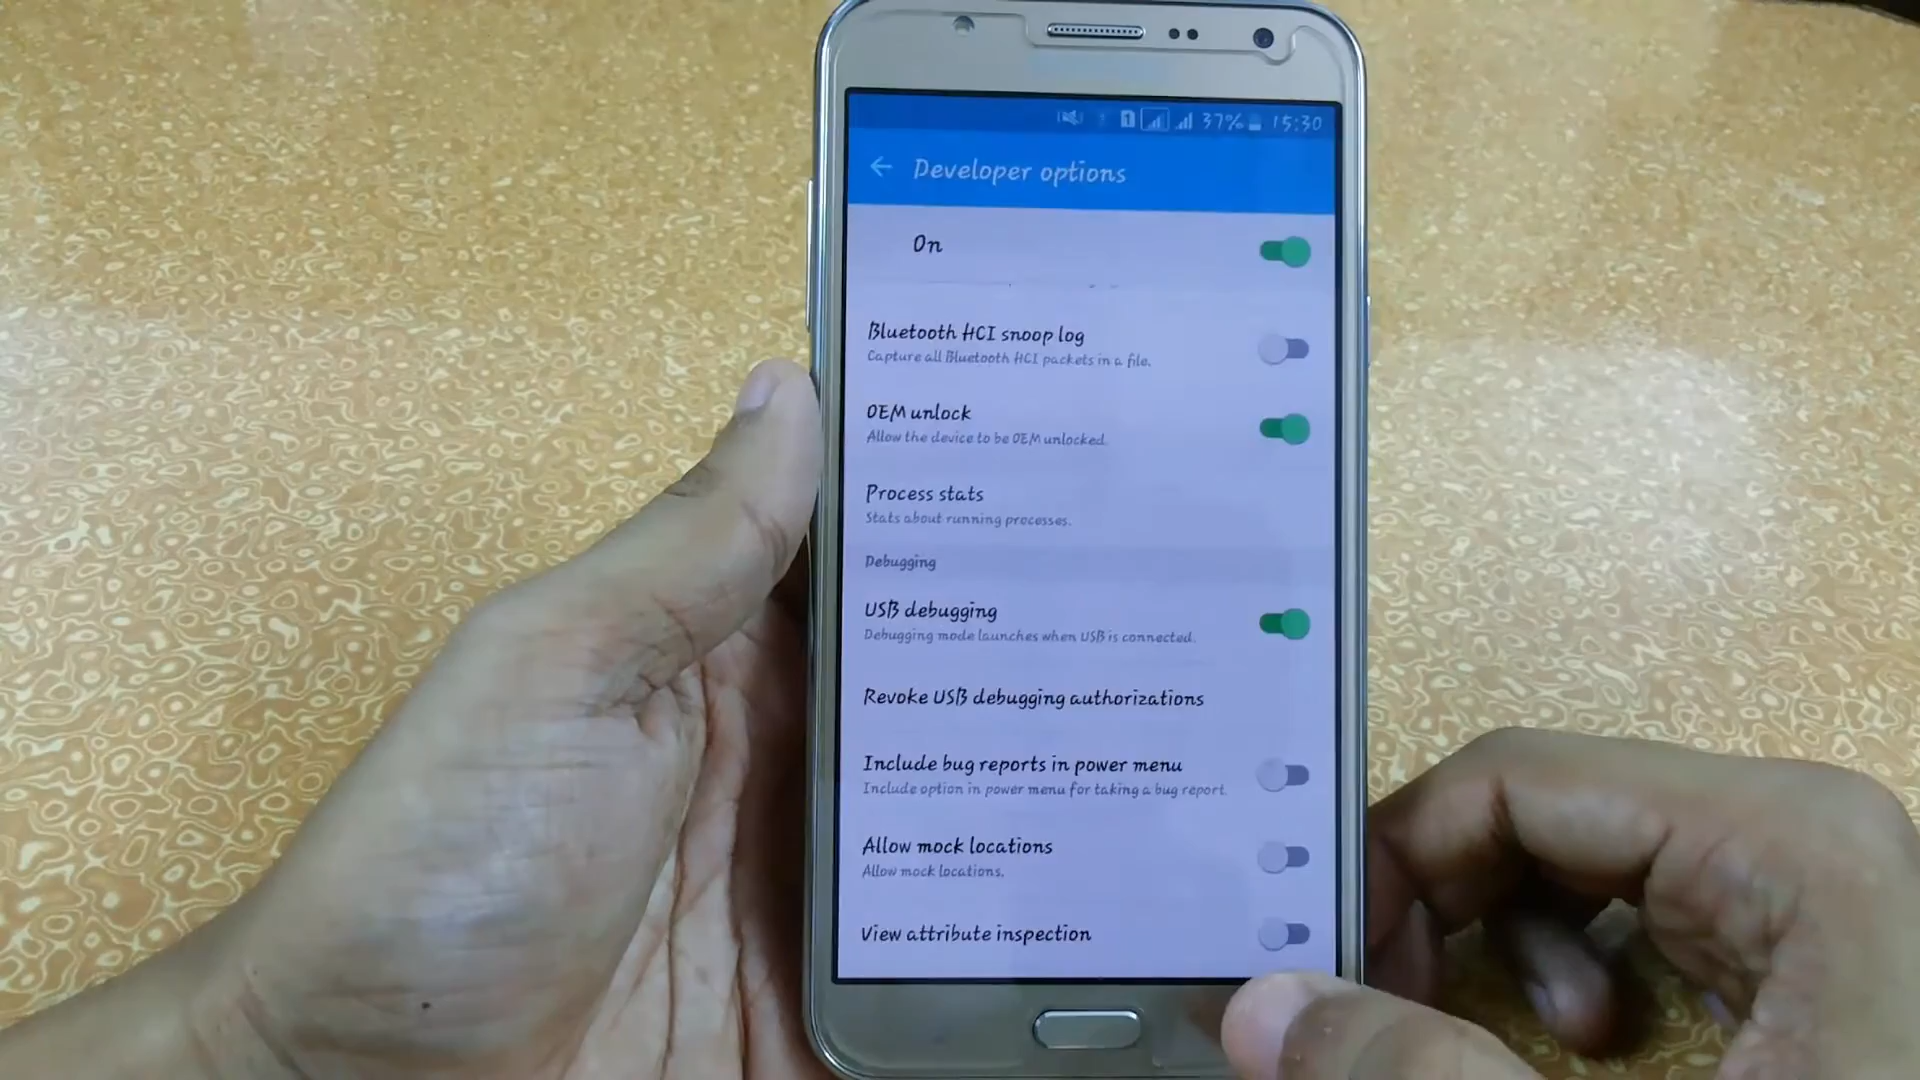 1 37% 15:30
Developer options
On
Bluetooth HCI snoop log
Capture all Bluetooth HCI packets in a file.
OEM unlock
Allow the device to be OEM unlocked.
Process stats
Stats about running processes.
Debugging
USB debugging
Debugging mode launches when USB is connected.
Revoke USB debugging authorizations
Include bug reports in power menu
Include option in power menu for taking a bug report.
Allow mock locations
Allow mock locations.
View attribute inspection